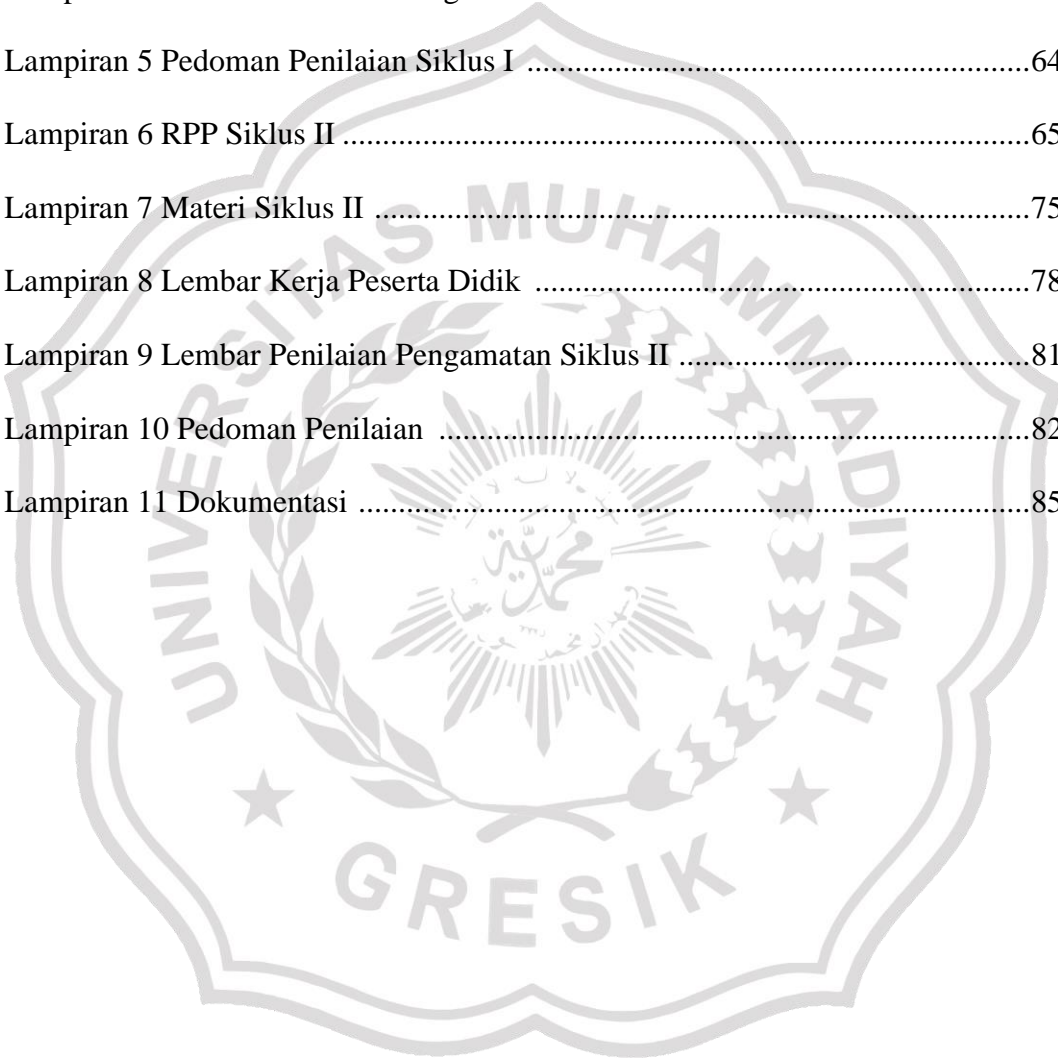 Lampiran 5 Pedoman Penilaian Siklus I ................................................................64
Lampiran 6 RPP Siklus II ......................................................................................65
Lampiran 7 Materi Siklus II ..................................................................................75
Lampiran 8 Lembar Kerja Peserta Didik ..............................................................78
Lampiran 9 Lembar Penilaian Pengamatan Siklus II ............................................81
Lampiran 10 Pedoman Penilaian ..........................................................................82
Lampiran 11 Dokumentasi ....................................................................................85
UNIVERSITAS MUHAMMADIYAH
GRESIK